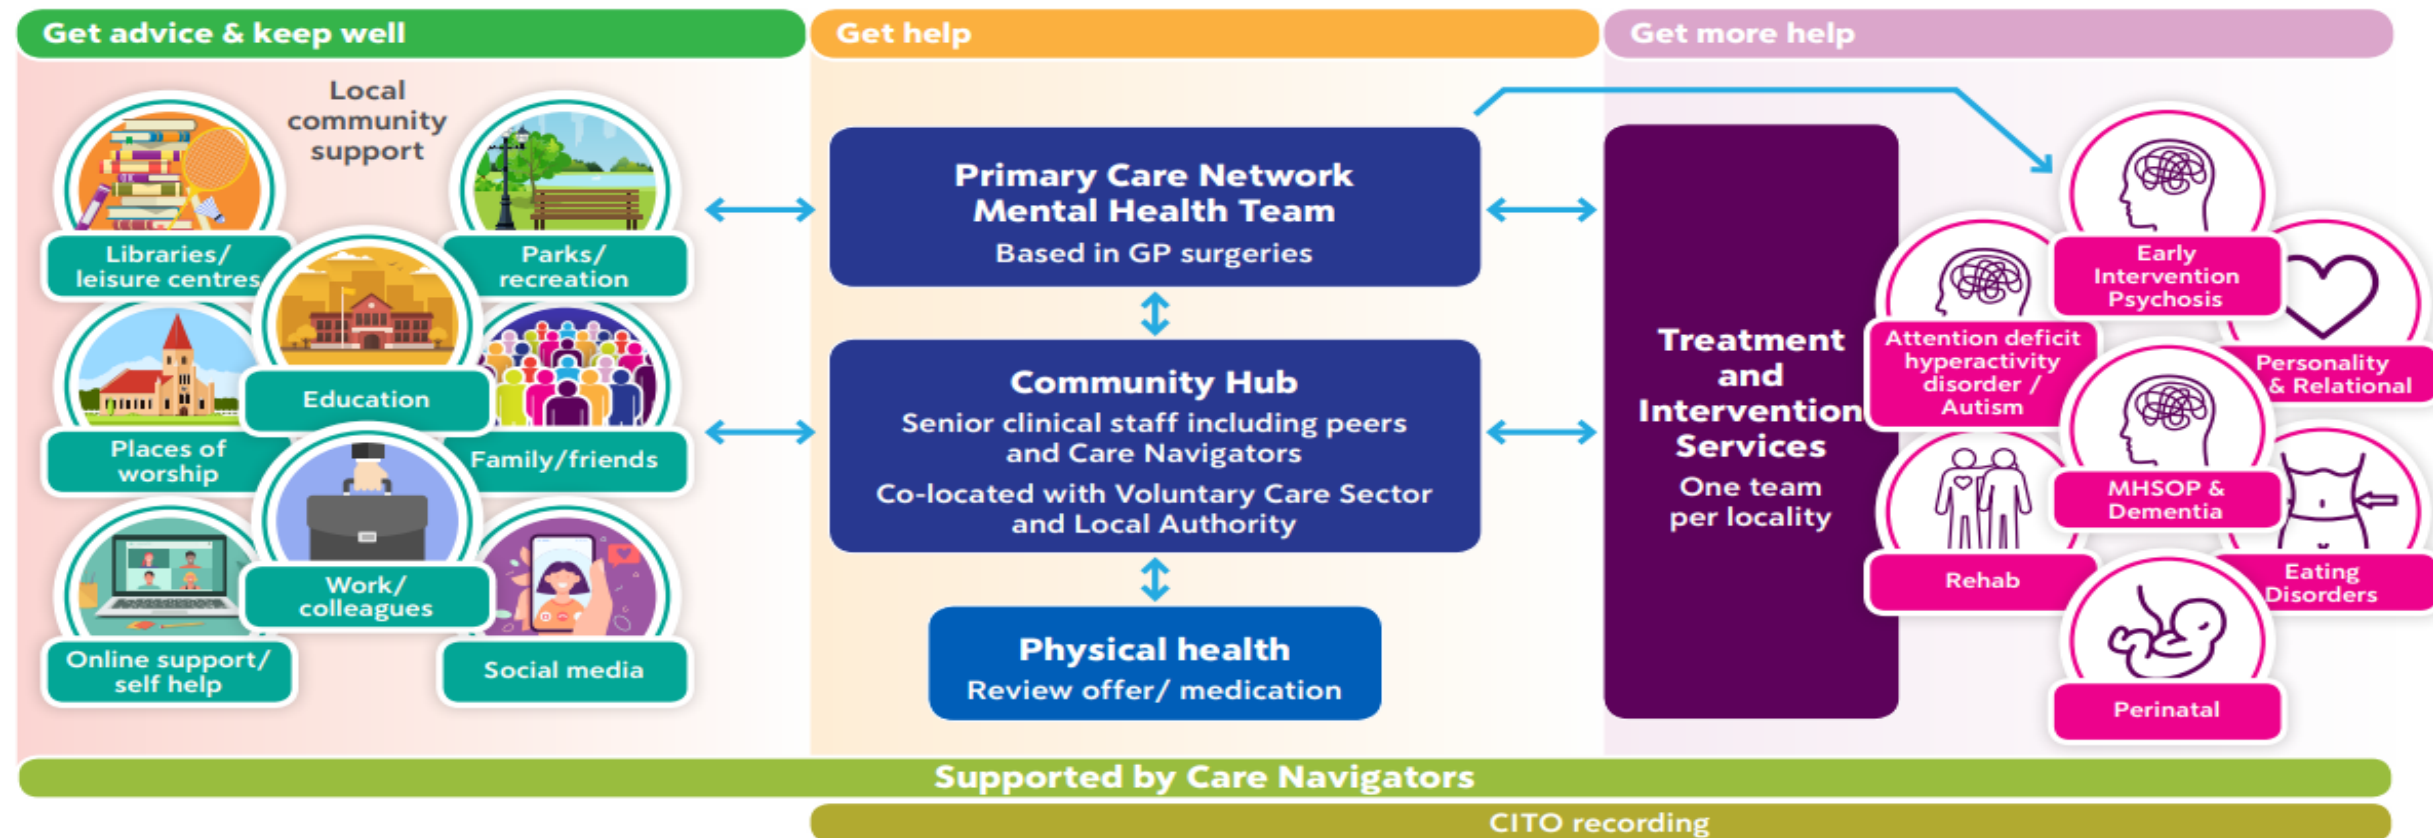 Get advice & keep well
Get help
Get more help
Local
community
support
Libraries/
leisure centres
Parks/
recreation
Education
Places of
worship
Family/friends
Work/
colleagues
Online support/
self help
Social media
Primary Care Network
Mental Health Team
Based in GP surgeries
Community Hub
Senior clinical staff including peers
and Care Navigators
Co-located with Voluntary Care Sector
and Local Authority
Physical health
Review offer/ medication
Treatment
and
Intervention
Services
One team
per locality
Early
Intervention
Psychosis
Attention deficit
hyperactivity
disorder /
Autism
Personality
& Relational
MHSOP &
Dementia
Rehab
Eating
Disorders
Perinatal
Supported by Care Navigators
CITO recording